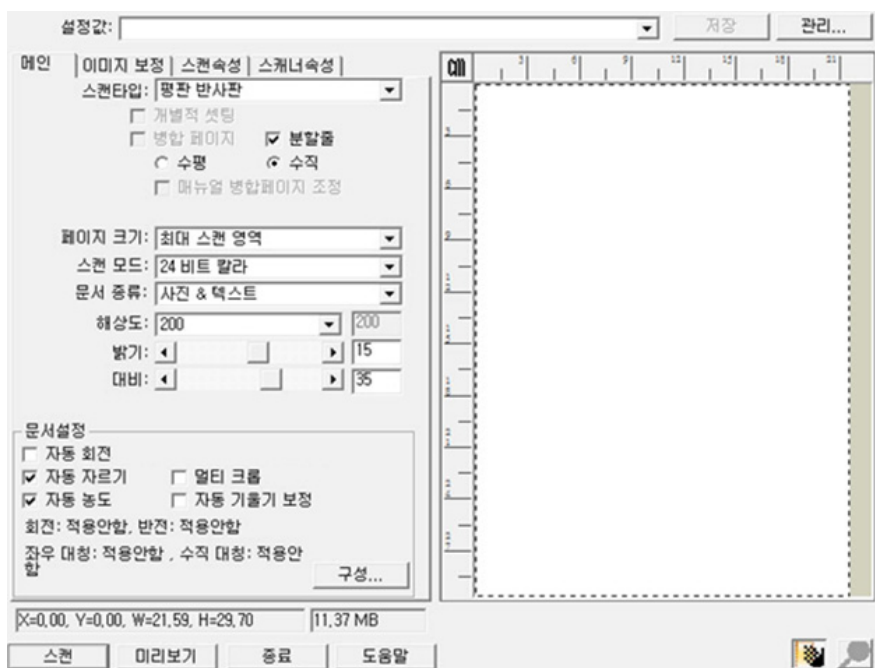 설정값:
저장
관리...
메인
이미지 보정
스캔속성
스캐너속성
스캔타입: 평판 반사판
개별적 셋팅
병합 페이지
분할줄
수평
수직
매뉴얼 병합페이지 조정
페이지 크기: 최대 스캔 영역
스캔 모드: 24 비트 칼라
문서 종류: 사진 & 텍스트
해상도: 200 200
밝기: 15
대비: 35
문서설정
자동 회전
자동 자르기
멀티 크롭
자동 농도
자동 기울기 보정
회전: 적용안함, 반전: 적용안함
좌우 대칭: 적용안함 , 수직 대칭: 적용안
함
구성...
X=0,00, Y=0,00, W=21,59, H=29,70
11,37 MB
스캔
미리보기
종료
도움말
cm
3 6 9 12 15 18 21